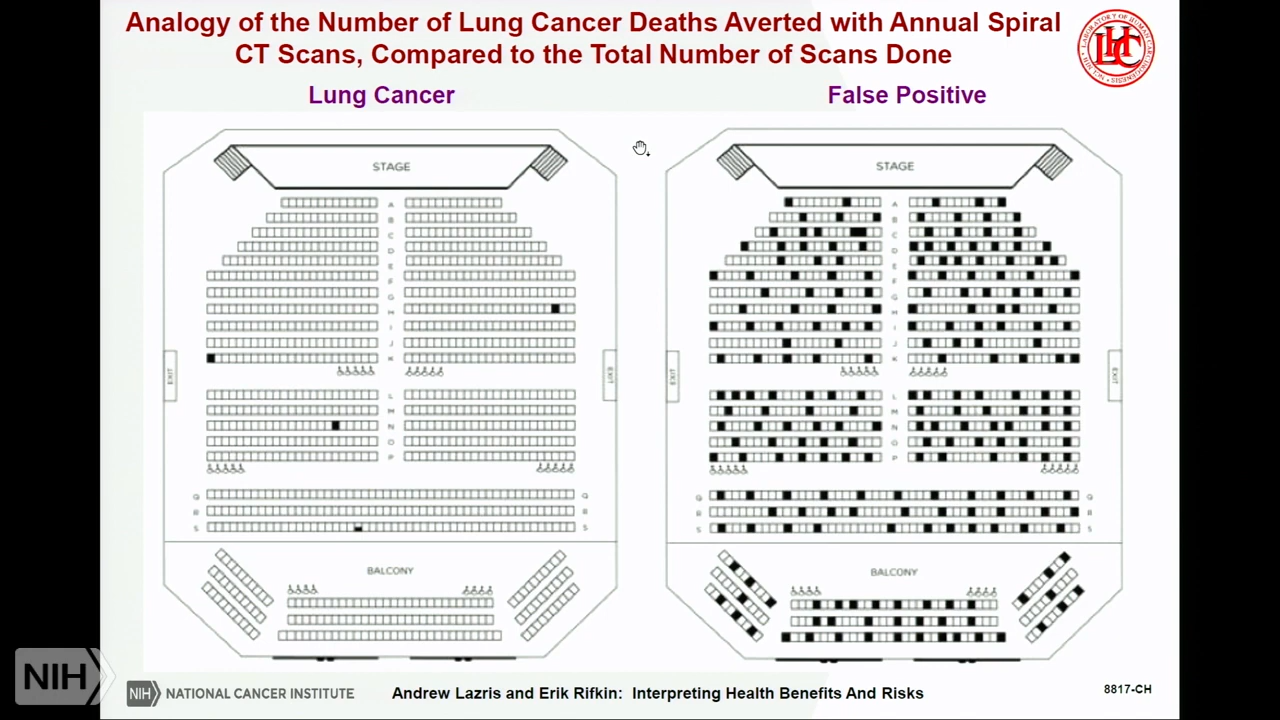 Analogy of the Number of Lung Cancer Deaths Averted with Annual Spiral
CT Scans, Compared to the Total Number of Scans Done
LHC
Lung Cancer
False Positive
STAGE
A
B
C
D
E
F
G
H
I
J
K
L
M
N
O
P
Q Q
R R
S S
EXIT
EXIT
BALCONY
STAGE
A
B
C
D
E
F
G
H
I
J
K
L
M
N
O
P
Q Q
R R
S S
EXIT
EXIT
BALCONY
NIH
NIH NATIONAL CANCER INSTITUTE
Andrew Lazris and Erik Rifkin: Interpreting Health Benefits And Risks
8817-CH